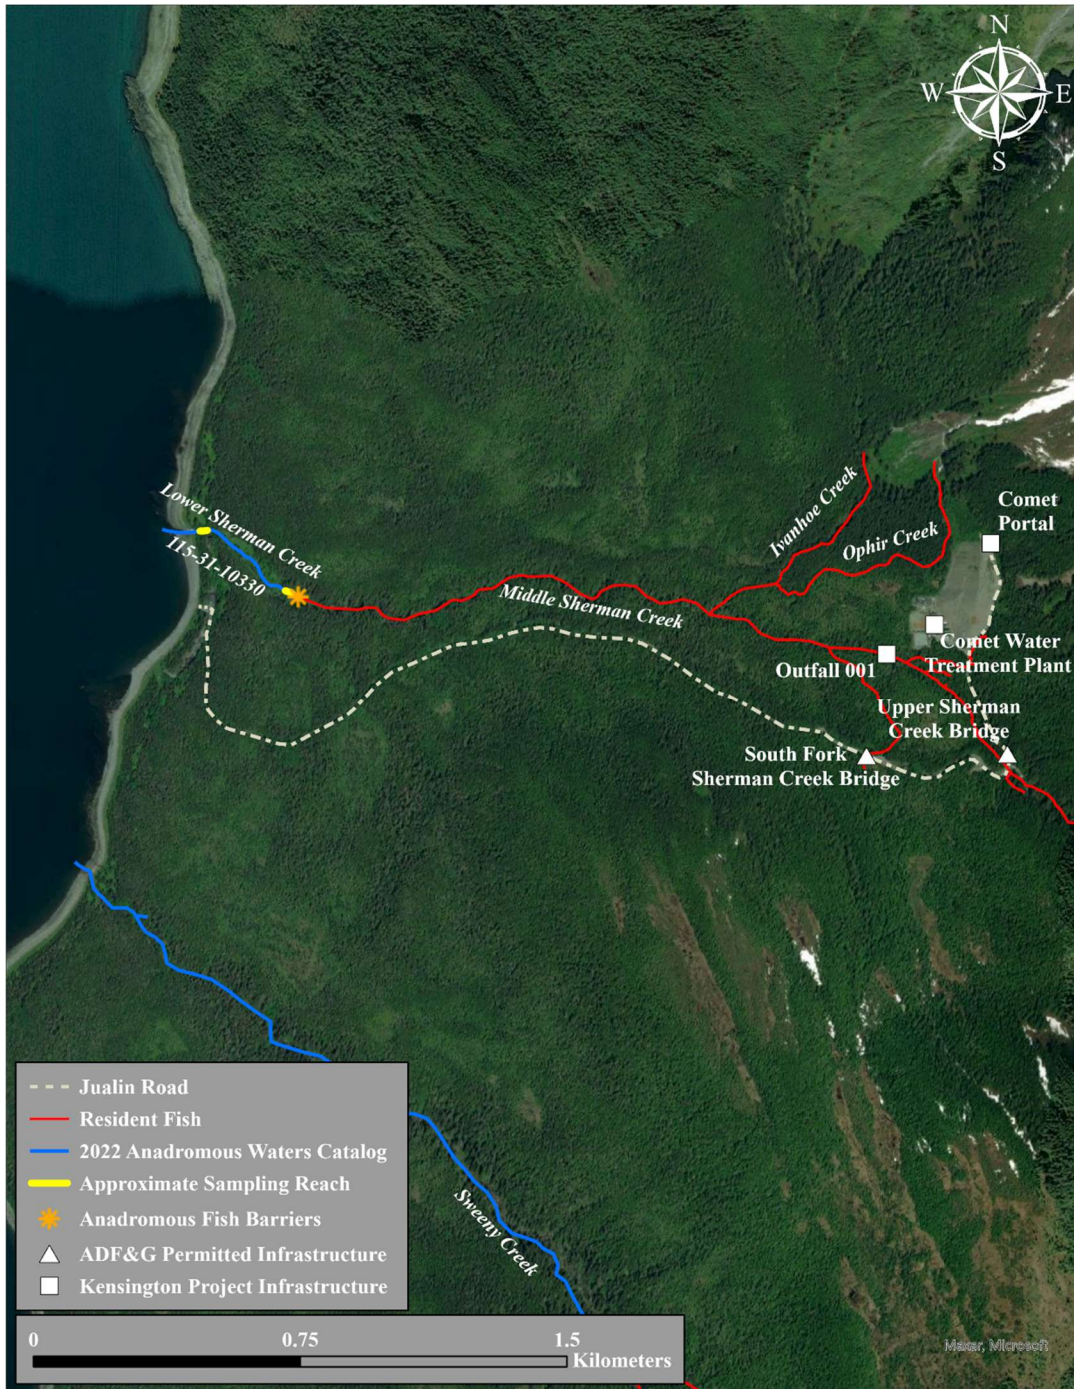 N
W
E
S
Lower Sherman Creek
115-31-10330
Ivanhoe Creek
Ophir Creek
Comet
Portal
Middle Sherman Creek
Comet Water
Treatment Plant
Outfall 001
Upper Sherman
Creek Bridge
South Fork
Sherman Creek Bridge
Sweeny Creek
Jualin Road
Resident Fish
2022 Anadromous Waters Catalog
Approximate Sampling Reach
Anadromous Fish Barriers
ADF&G Permitted Infrastructure
Kensington Project Infrastructure
0 0.75 1.5
Kilometers
Maxar, Microsoft